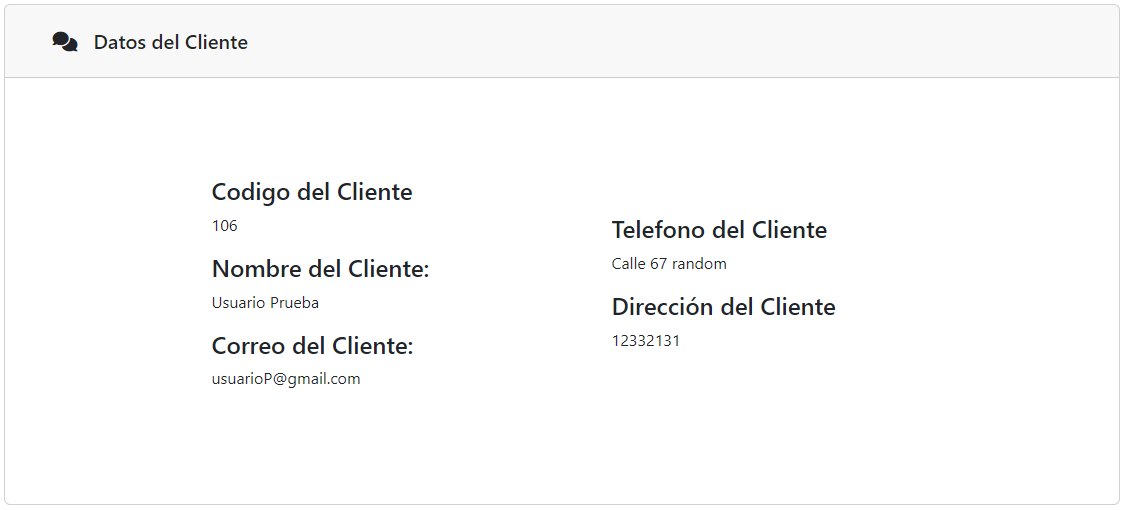 Datos del Cliente
Codigo del Cliente
106
Nombre del Cliente:
Usuario Prueba
Correo del Cliente:
usuarioP@gmail.com
Telefono del Cliente
Calle 67 random
Dirección del Cliente
12332131